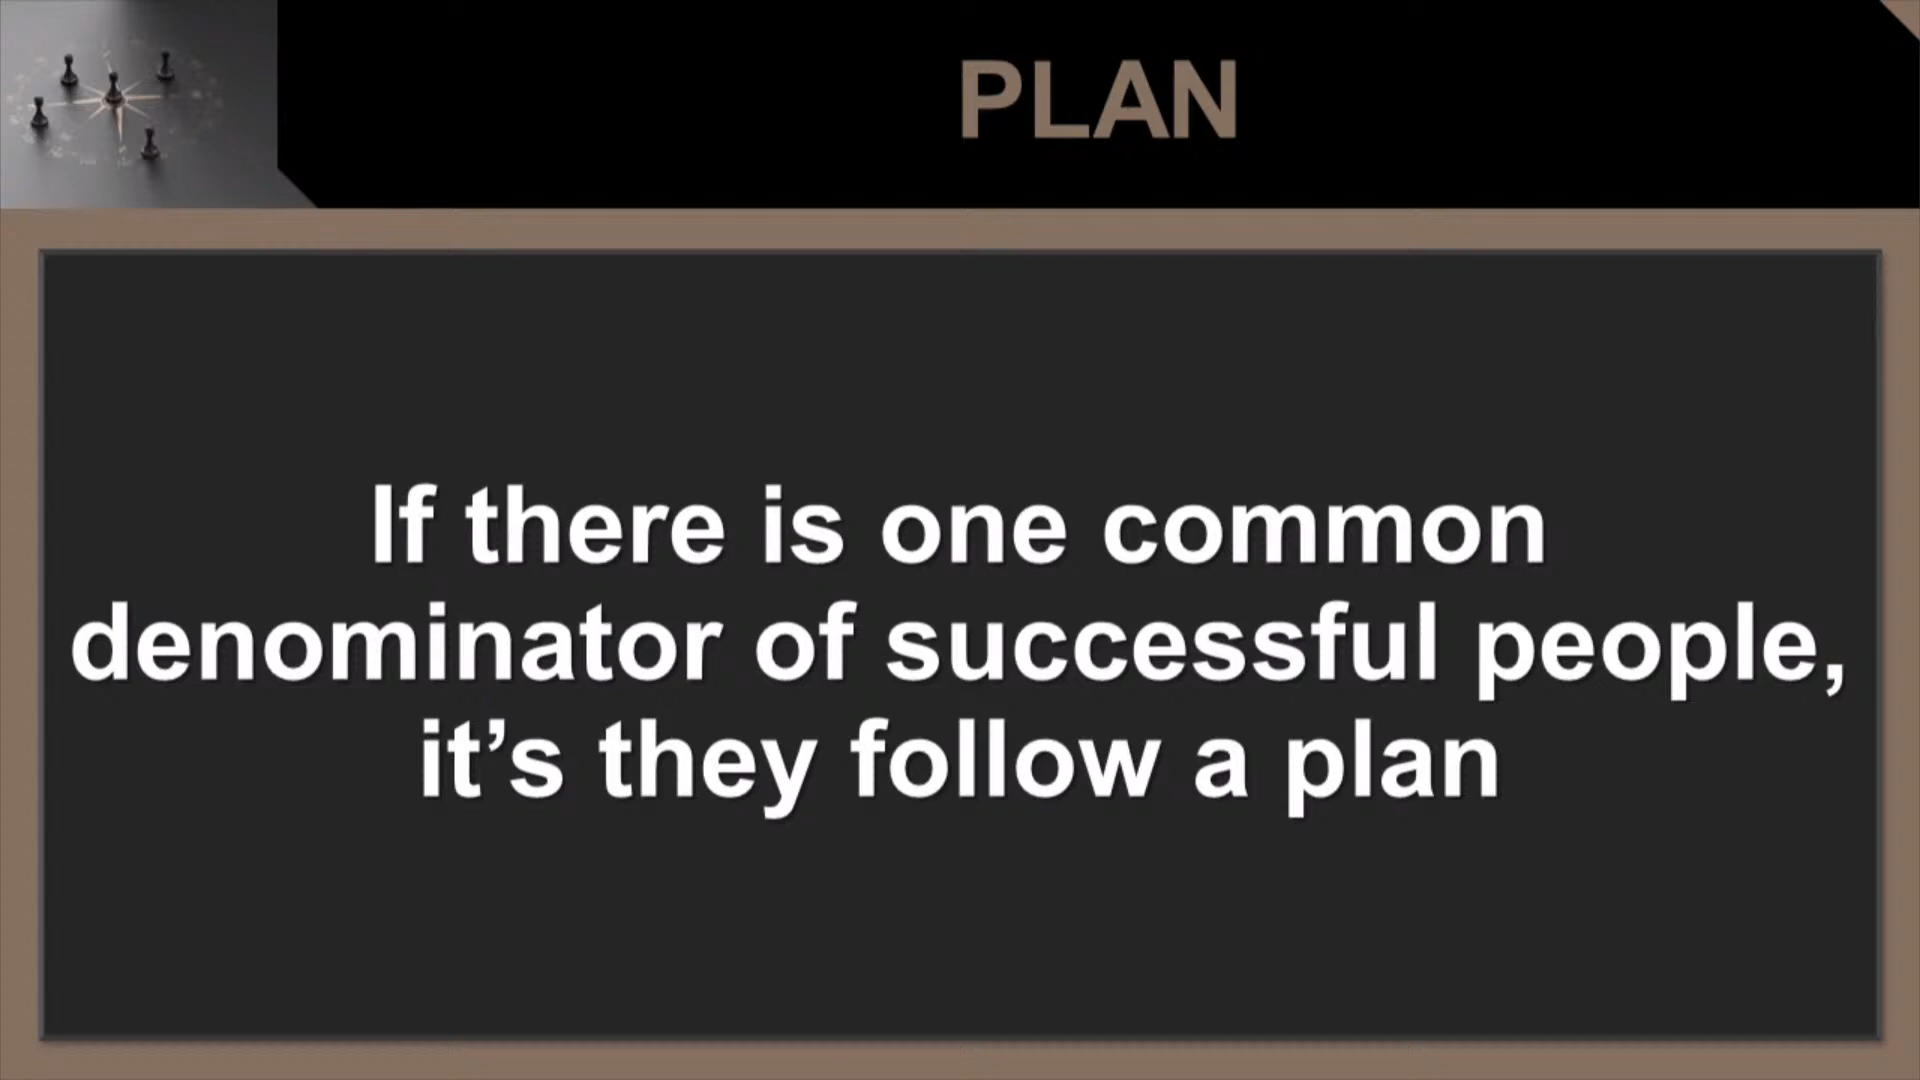 PLAN
If there is one common
denominator of successful people,
it’s they follow a plan